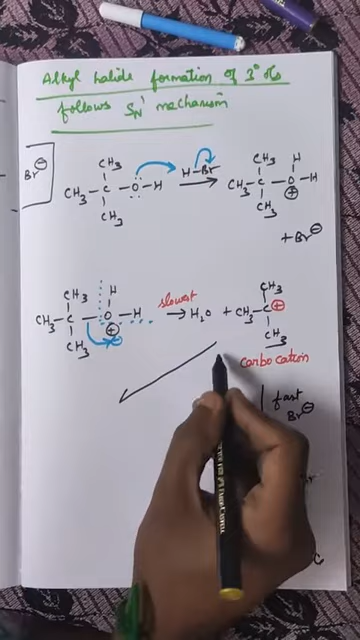 Alkyl halide formation of 3° ols
follows SN¹ mechanism
Br⊖
CH₃
CH₃ – C – O – H
CH₃
H – Br
CH₃ H
CH₃ – C – O – H
⊕
CH₃
+ Br⊖
CH₃ H
CH₃ – C – O – H
⊕ ⊖
CH₃
slowest
→ H₂O +
CH₃
CH₃ – C ⊕
CH₃
carbocation
fast
Br⊖